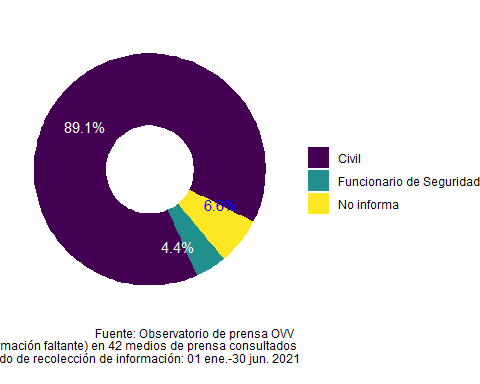 89.1%
6.6%
4.4%
Civil
Funcionario de Seguridad
No informa
Fuente: Observatorio de prensa OVV
mación faltante) en 42 medios de prensa consultados
do de recolección de información: 01 ene.-30 jun. 2021